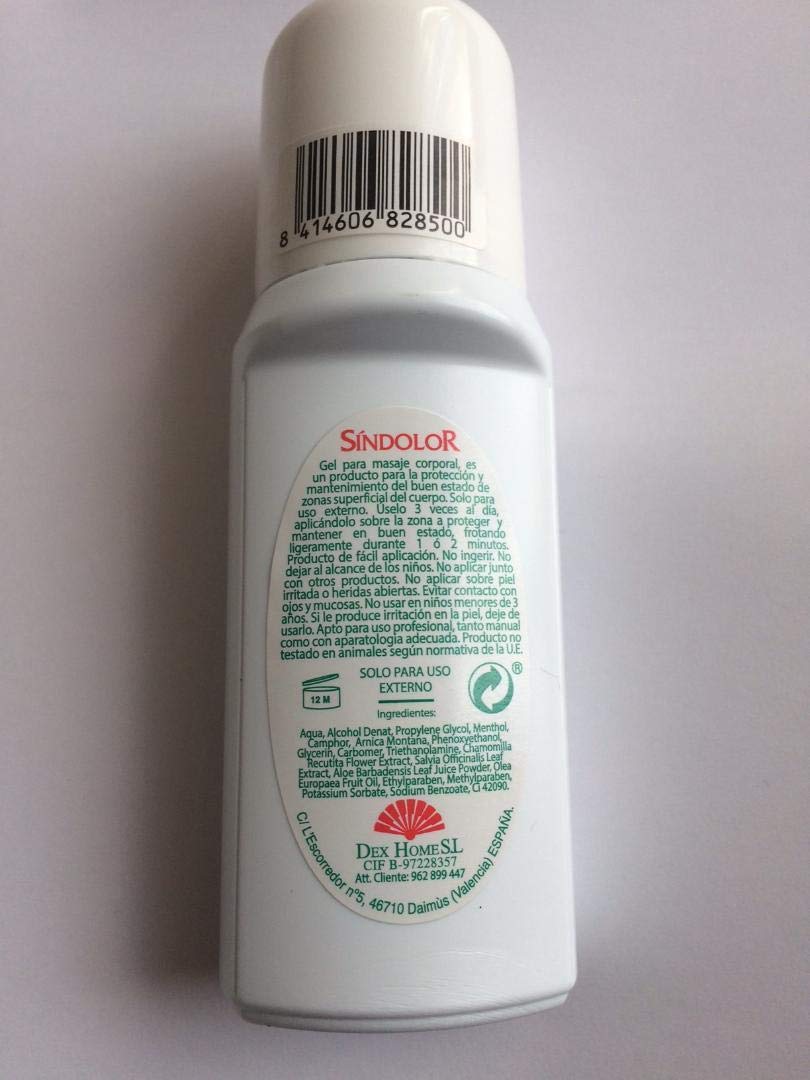 8 414606 828500
SÍNDOLOR
Gel para masaje corporal, es
un producto para la protección y
mantenimiento del buen estado de
zonas superficial del cuerpo. Solo para
uso externo. Úselo 3 veces al día,
aplicándolo sobre la zona a proteger y
mantener en buen estado, frotando
ligeramente durante 1 ó 2 minutos.
Producto de fácil aplicación. No ingerir. No
dejar al alcance de los niños. No aplicar junto
con otros productos. No aplicar sobre piel
irritada o heridas abiertas. Evitar contacto con
ojos y mucosas. No usar en niños menores de 3
años. Si le produce irritación en la piel, deje de
usarlo. Apto para uso profesional, tanto manual
como con aparatología adecuada. Producto no
testado en animales según normativa de la U.E.
12 M
SOLO PARA USO
EXTERNO
®
Ingredientes:
Aqua, Alcohol Denat, Propylene Glycol, Menthol,
Camphor, Arnica Montana, Phenoxyethanol,
Glycerin, Carbomer, Triethanolamine, Chamomilla
Recutita Flower Extract, Salvia Officinalis Leaf
Extract, Aloe Barbadensis Leaf Juice Powder, Olea
Europaea Fruit Oil, Ethylparaben, Methylparaben,
Potassium Sorbate, Sodium Benzoate, CI 42090.
DEX HOME S.L
CIF B-97228357
Att. Cliente: 962 899 447
C/ L'Escorredor nº5, 46710 Daimùs (Valencia) ESPAÑA.